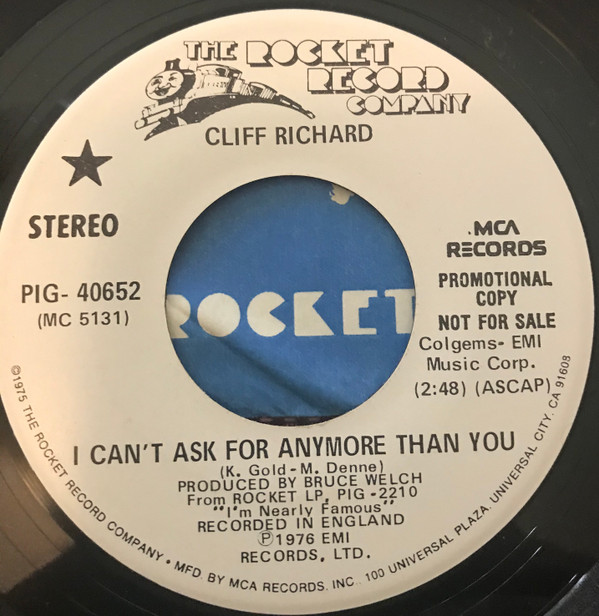 THE ROCKET
RECORD
COMPANY
CLIFF RICHARD
STEREO
PIG- 40652
(MC 5131)
MCA
RECORDS
PROMOTIONAL
COPY
NOT FOR SALE
Colgems- EMI
Music Corp.
(2:48) (ASCAP)
ROCKET
I CAN'T ASK FOR ANYMORE THAN YOU
(K. Gold-M. Denne)
PRODUCED BY BRUCE WELCH
From ROCKET LP, PIG-2210
"I'm Nearly Famous"
RECORDED IN ENGLAND
Ⓟ1976 EMI
RECORDS, LTD.
©1975 THE ROCKET RECORD COMPANY • MFD. BY MCA RECORDS, INC., 100 UNIVERSAL PLAZA, UNIVERSAL CITY, CA 91608